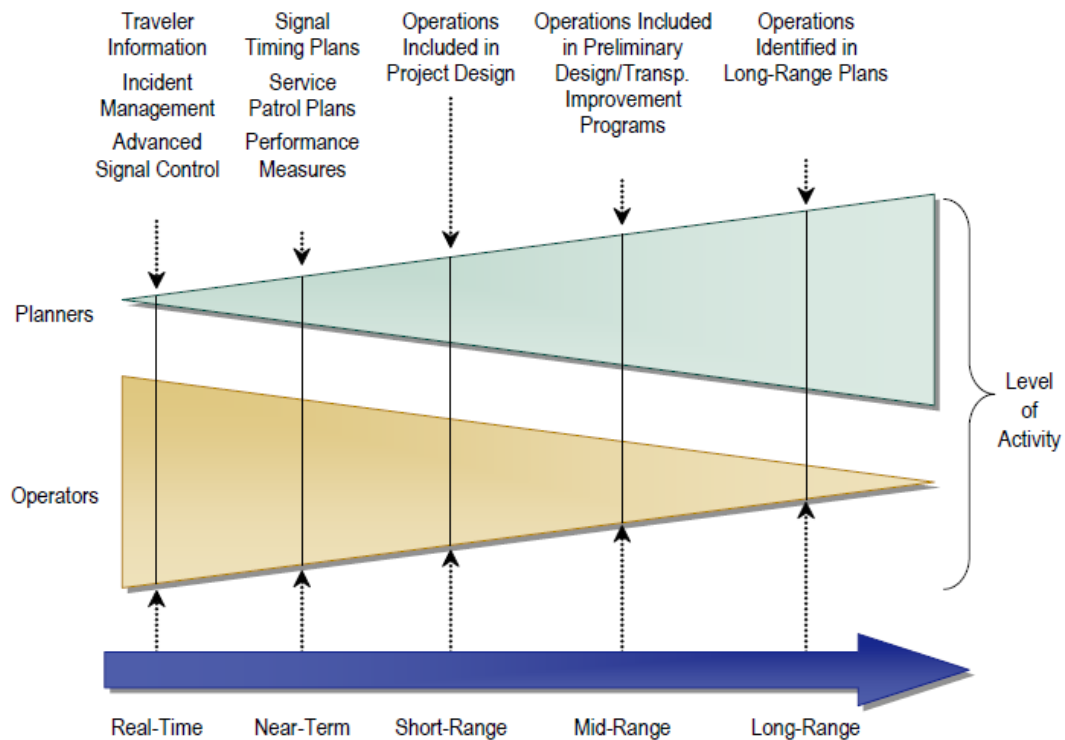 Traveler
Information
Incident
Management
Advanced
Signal Control
Signal
Timing Plans
Service
Patrol Plans
Performance
Measures
Operations
Included in
Project Design
Operations Included
in Preliminary
Design/Transp.
Improvement
Programs
Operations
Identified in
Long-Range Plans
Planners
Operators
Level
of
Activity
Real-Time
Near-Term
Short-Range
Mid-Range
Long-Range